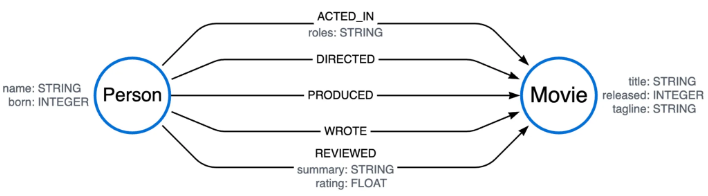 ACTED_IN
roles: STRING
DIRECTED
name: STRING
born: INTEGER
Person
PRODUCED
Movie
title: STRING
released: INTEGER
tagline: STRING
WROTE
REVIEWED
summary: STRING
rating: FLOAT